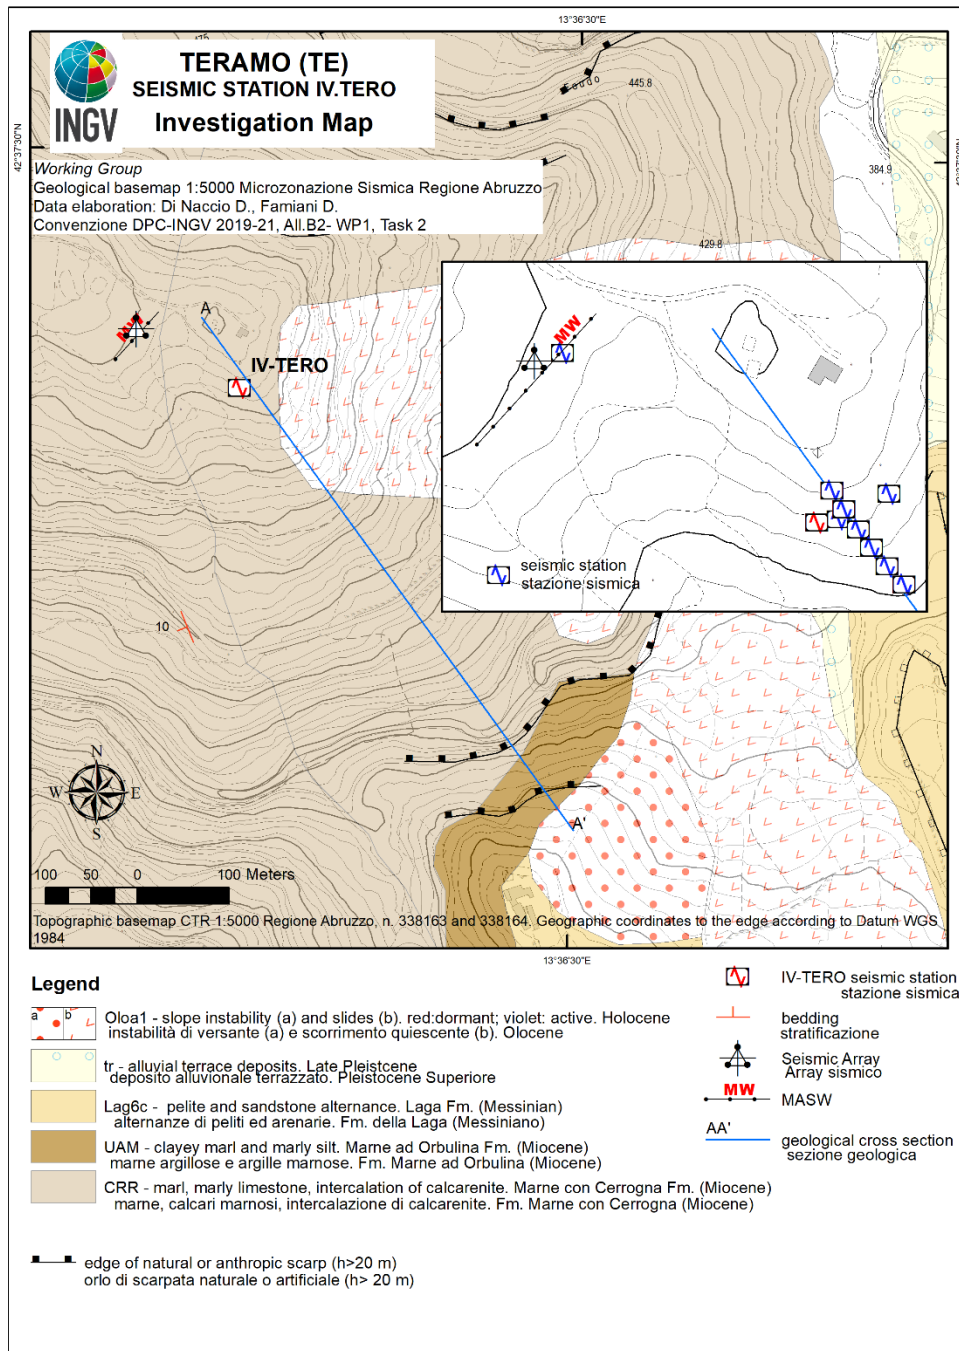 13°36'30"E
TERAMO (TE)
SEISMIC STATION IV.TERO
Investigation Map
INGV
475
Fondo
445.8
42°37'30"N
42°37'30"N
384.9
Working Group
Geological basemap 1:5000 Microzonazione Sismica Regione Abruzzo
Data elaboration: Di Naccio D., Famiani D.
Convenzione DPC-INGV 2019-21, All.B2- WP1, Task 2
429.8
A
MW
IV-TERO
MW
seismic station
stazione sismica
10
N
W E
S
A'
100 50 0 100 Meters
Topographic basemap CTR 1:5000 Regione Abruzzo, n. 338163 and 338164. Geographic coordinates to the edge according to Datum WGS
1984
13°36'30"E
Legend
a b
Oloa1 - slope instability (a) and slides (b). red:dormant; violet: active. Holocene
instabilità di versante (a) e scorrimento quiescente (b). Olocene
tr - alluvial terrace deposits. Late Pleistcene
deposito alluvionale terrazzato. Pleistocene Superiore
Lag6c - pelite and sandstone alternance. Laga Fm. (Messinian)
alternanze di peliti ed arenarie. Fm. della Laga (Messiniano)
UAM - clayey marl and marly silt. Marne ad Orbulina Fm. (Miocene)
marne argillose e argille marnose. Fm. Marne ad Orbulina (Miocene)
CRR - marl, marly limestone, intercalation of calcarenite. Marne con Cerrogna Fm. (Miocene)
marne, calcari marnosi, intercalazione di calcarenite. Fm. Marne con Cerrogna (Miocene)
edge of natural or anthropic scarp (h>20 m)
orlo di scarpata naturale o artificiale (h> 20 m)
IV-TERO seismic station
stazione sismica
bedding
stratificazione
Seismic Array
Array sismico
MW
MASW
AA'
geological cross section
sezione geologica